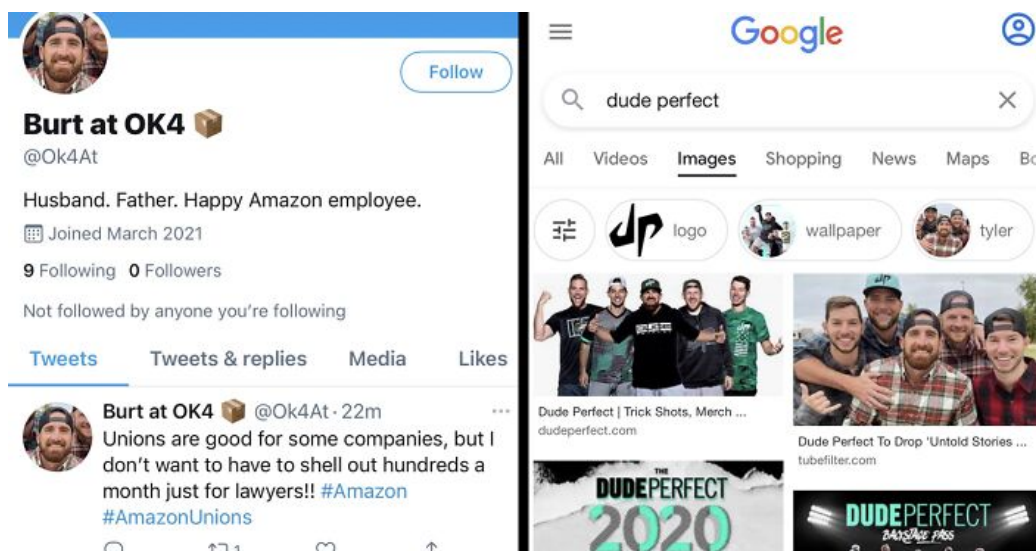 Follow
Burt at OK4 📦
@Ok4At
Husband. Father. Happy Amazon employee.
Joined March 2021
9 Following 0 Followers
Not followed by anyone you're following
Tweets Tweets & replies Media Likes
Burt at OK4 📦 @Ok4At · 22m
Unions are good for some companies, but I
don't want to have to shell out hundreds a
month just for lawyers!! #Amazon
#AmazonUnions
1
Google
dude perfect
All Videos Images Shopping News Maps Bo
dp logo wallpaper tyler
Dude Perfect | Trick Shots, Merch ...
dudeperfect.com
Dude Perfect To Drop 'Untold Stories ...
tubefilter.com
THE
DUDEPERFECT
2020
DUDEPERFECT
BACKSTAGE PASS